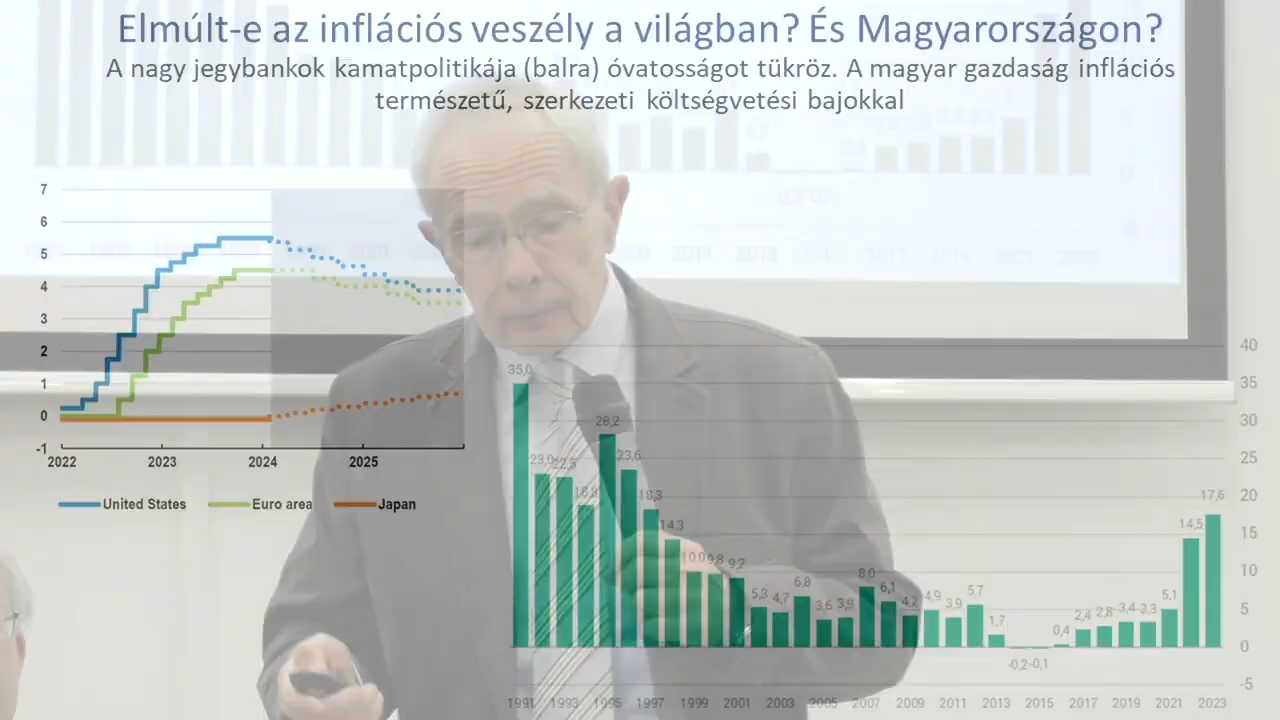 Elmúlt-e az inflációs veszély a világban? És Magyarországon?
A nagy jegybankok kamatpolitikája (balra) óvatosságot tükröz. A magyar gazdaság inflációs
természetű, szerkezeti költségvetési bajokkal
7
6
5
4
3
2
1
0
-1
2022 2023 2024 2025
United States Euro area Japan
40
35
30
25
20
15
10
5
0
-5
35,0 23,0 22,5 28,2 23,6 18,3 14,3 10,0 9,8 9,2 5,3 4,7 6,8 3,6 3,9 8,0 6,1 4,2 4,9 3,9 5,7 1,7 -0,2 -0,1 0,4 2,4 2,8 3,4 3,3 5,1 14,5 17,6
1991 1993 1995 1997 1999 2001 2003 2005 2007 2009 2011 2013 2015 2017 2019 2021 2023